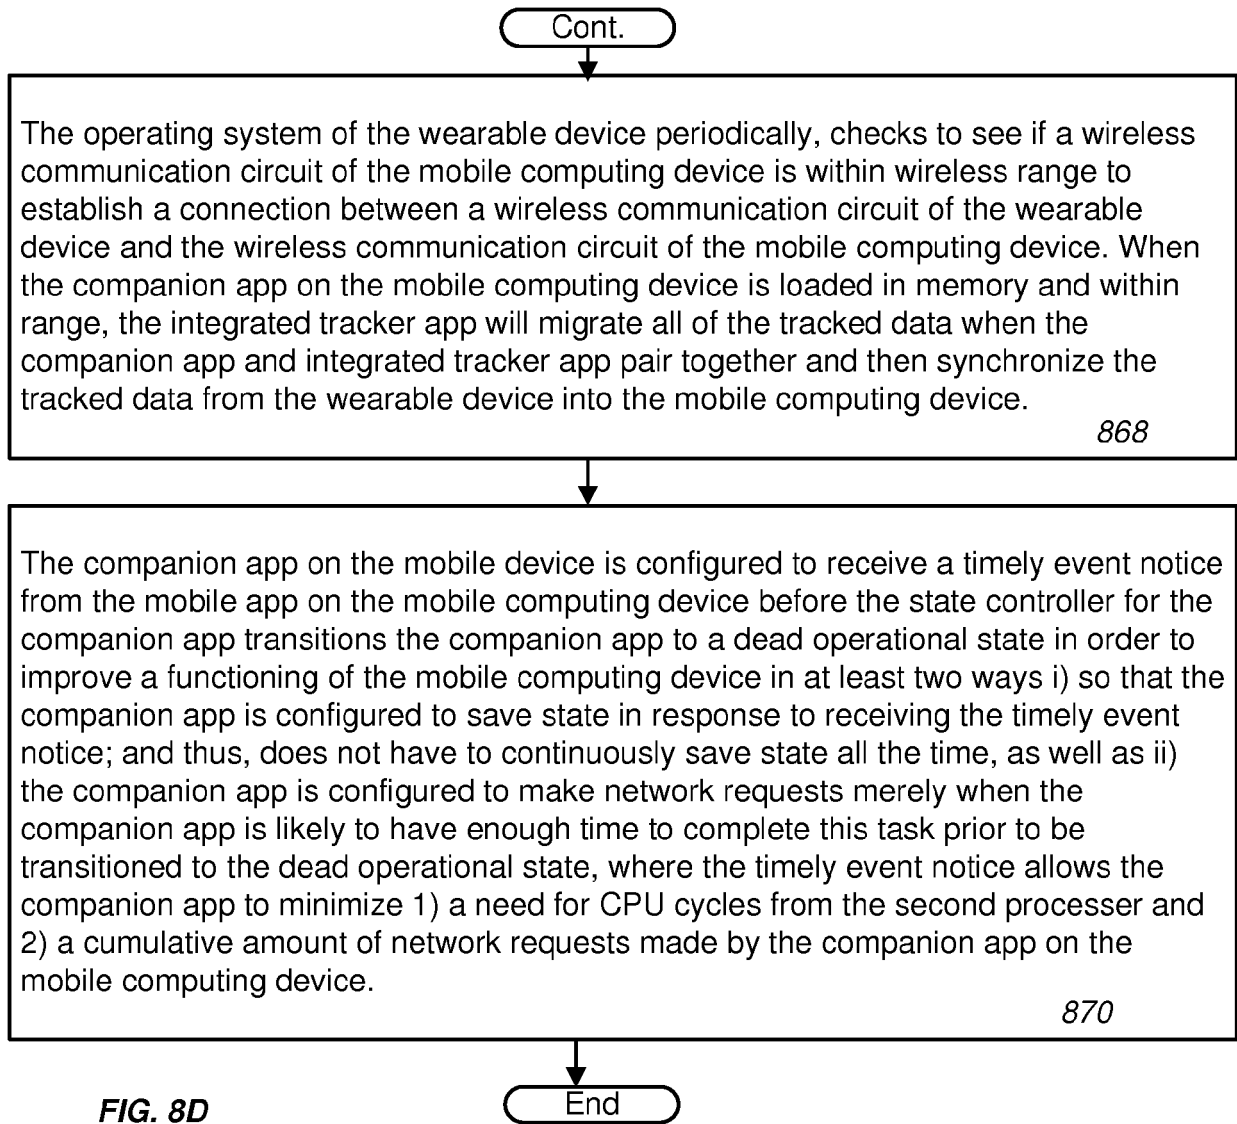 Cont.
The operating system of the wearable device periodically, checks to see if a wireless
communication circuit of the mobile computing device is within wireless range to
establish a connection between a wireless communication circuit of the wearable
device and the wireless communication circuit of the mobile computing device. When
the companion app on the mobile computing device is loaded in memory and within
range, the integrated tracker app will migrate all of the tracked data when the
companion app and integrated tracker app pair together and then synchronize the
tracked data from the wearable device into the mobile computing device.
868
The companion app on the mobile device is configured to receive a timely event notice
from the mobile app on the mobile computing device before the state controller for the
companion app transitions the companion app to a dead operational state in order to
improve a functioning of the mobile computing device in at least two ways i) so that the
companion app is configured to save state in response to receiving the timely event
notice; and thus, does not have to continuously save state all the time, as well as ii)
the companion app is configured to make network requests merely when the
companion app is likely to have enough time to complete this task prior to be
transitioned to the dead operational state, where the timely event notice allows the
companion app to minimize 1) a need for CPU cycles from the second processer and
2) a cumulative amount of network requests made by the companion app on the
mobile computing device.
870
End
FIG. 8D